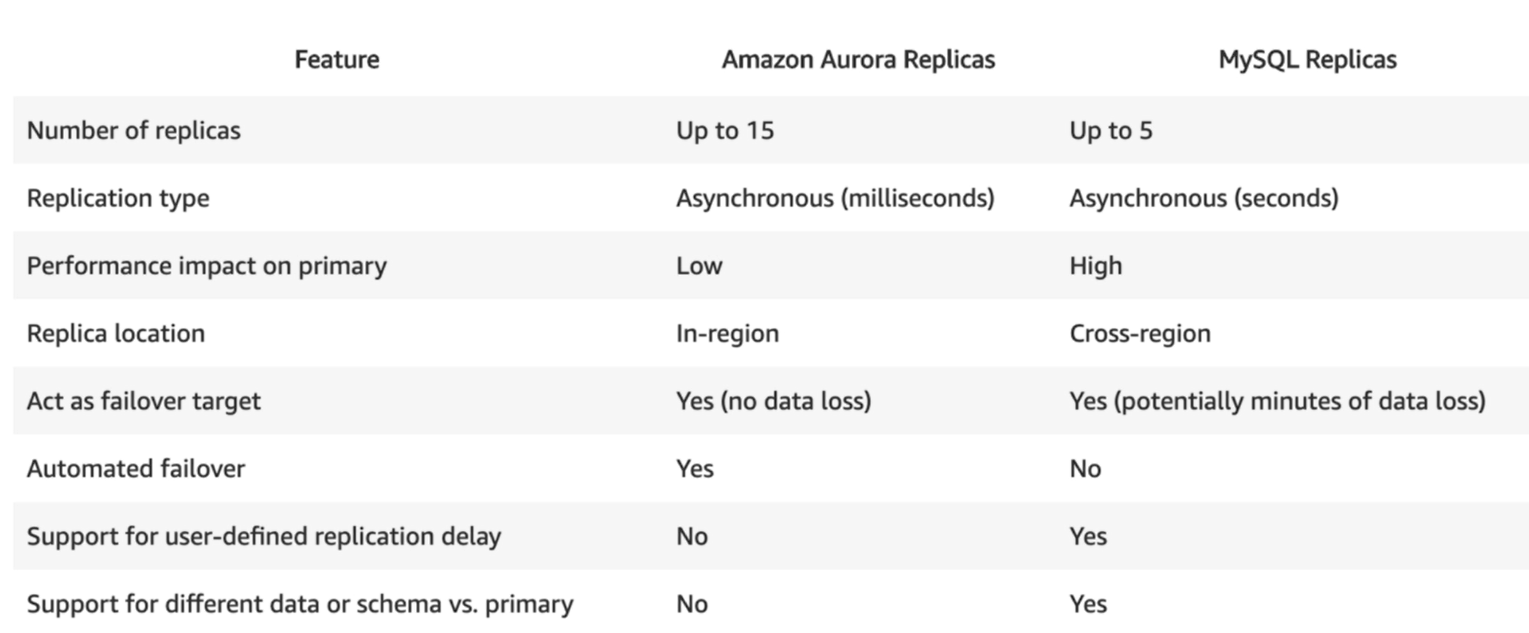 Feature Amazon Aurora Replicas MySQL Replicas
Number of replicas Up to 15 Up to 5
Replication type Asynchronous (milliseconds) Asynchronous (seconds)
Performance impact on primary Low High
Replica location In-region Cross-region
Act as failover target Yes (no data loss) Yes (potentially minutes of data loss)
Automated failover Yes No
Support for user-defined replication delay No Yes
Support for different data or schema vs. primary No Yes